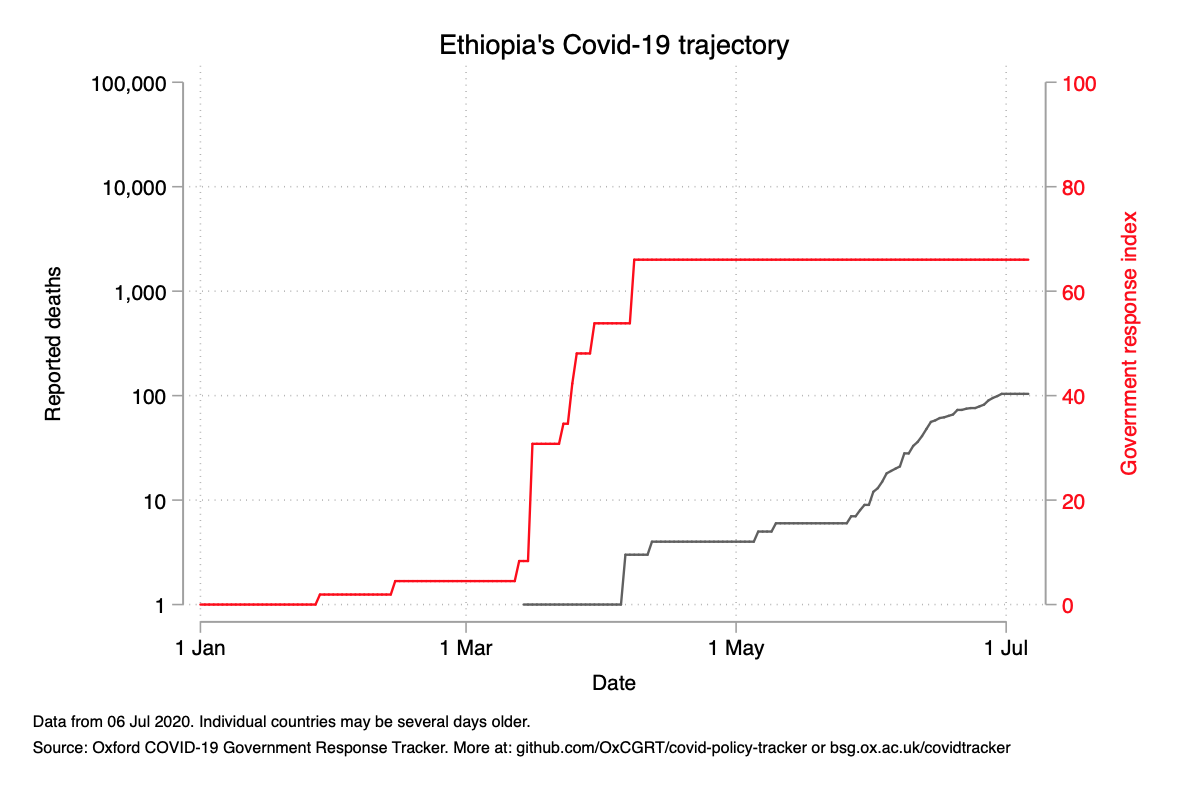 Ethiopia's Covid-19 trajectory
100,000
10,000
1,000
100
10
1
Reported deaths
100
80
60
40
20
0
Government response index
1 Jan
1 Mar
1 May
1 Jul
Date
Data from 06 Jul 2020. Individual countries may be several days older.
Source: Oxford COVID-19 Government Response Tracker. More at: github.com/OxCGRT/covid-policy-tracker or bsg.ox.ac.uk/covidtracker